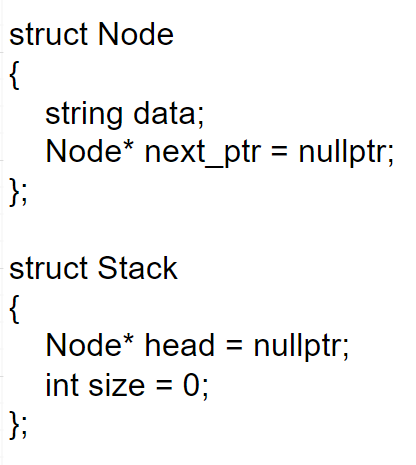 struct Node
{
string data;
Node* next_ptr = nullptr;
};
struct Stack
{
Node* head = nullptr;
int size = 0;
};